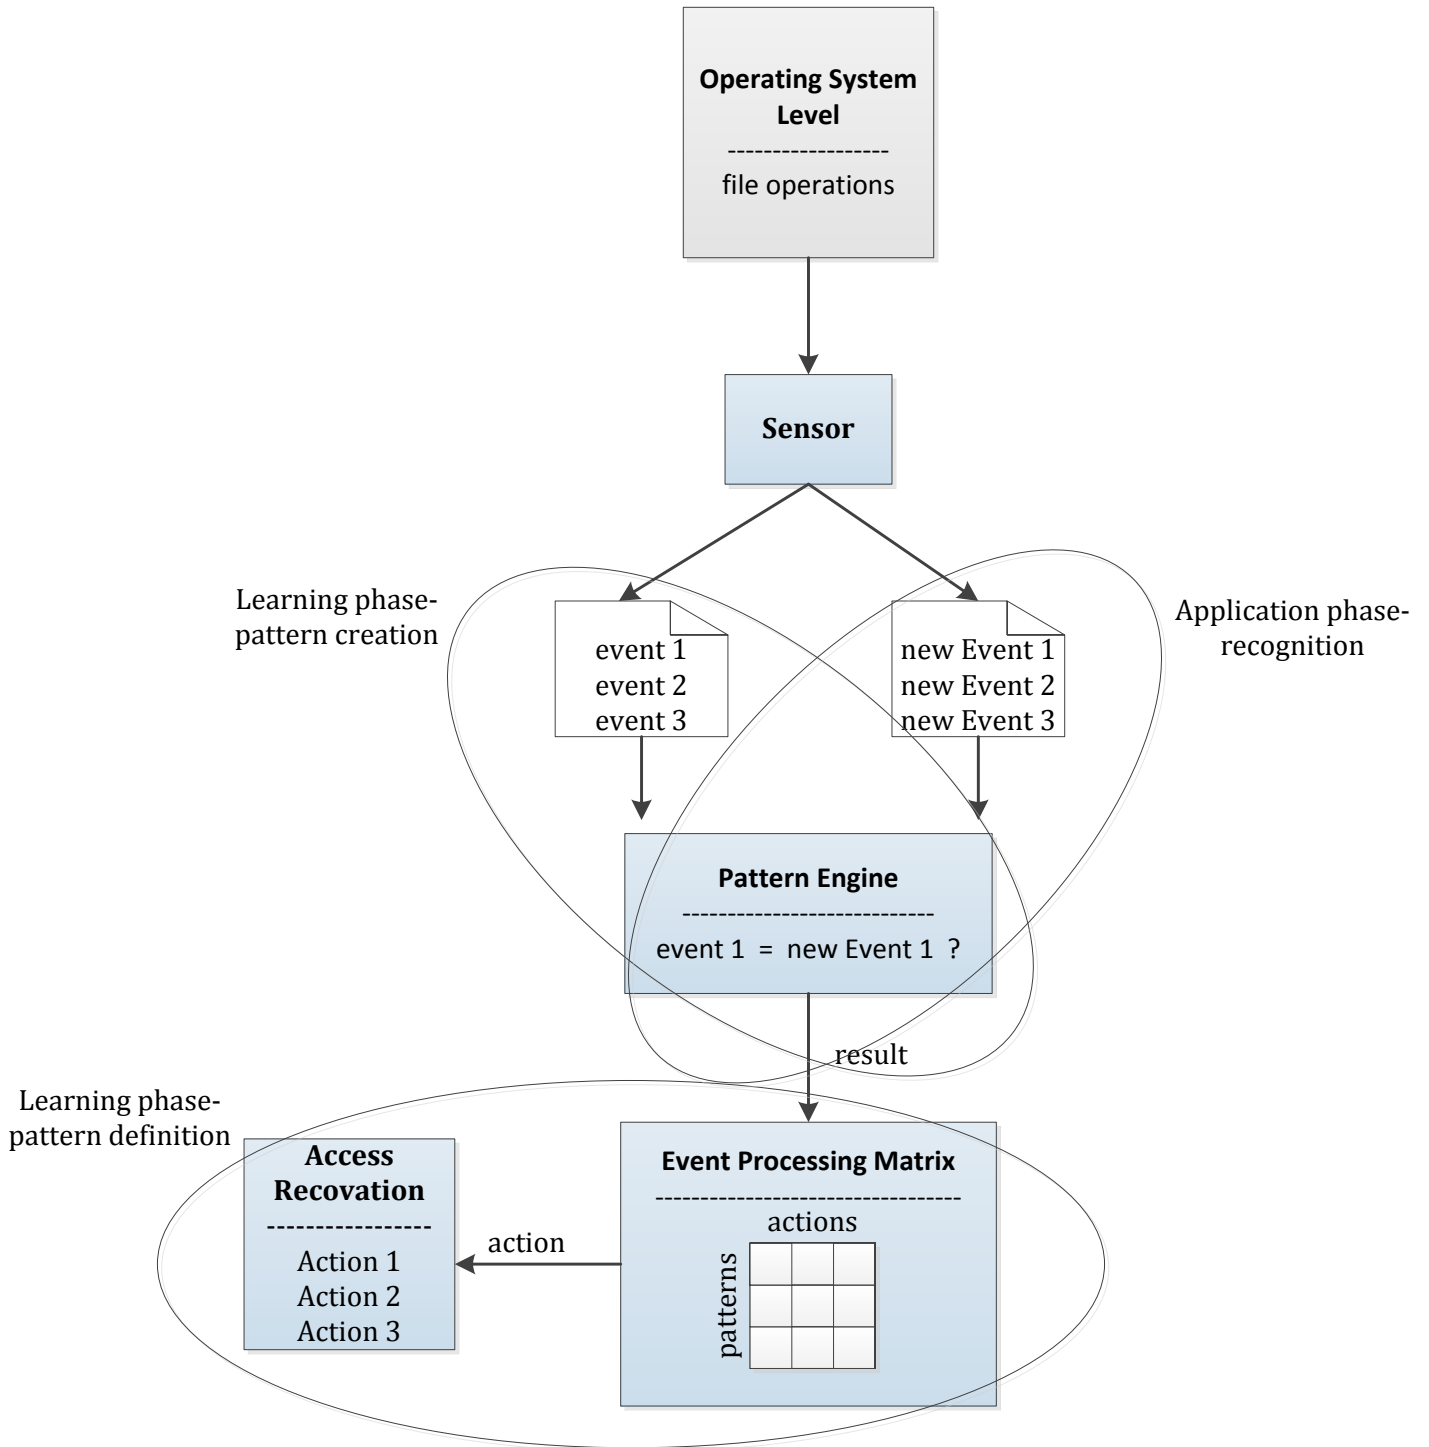 Operating System
Level
------------------
file operations
Sensor
Learning phase-
pattern creation
event 1
event 2
event 3
new Event 1
new Event 2
new Event 3
Application phase-
recognition
Pattern Engine
----------------------------
event 1 = new Event 1 ?
result
Learning phase-
pattern definition
Access
Recovation
-----------------
Action 1
Action 2
Action 3
action
Event Processing Matrix
----------------------------------
actions
patterns